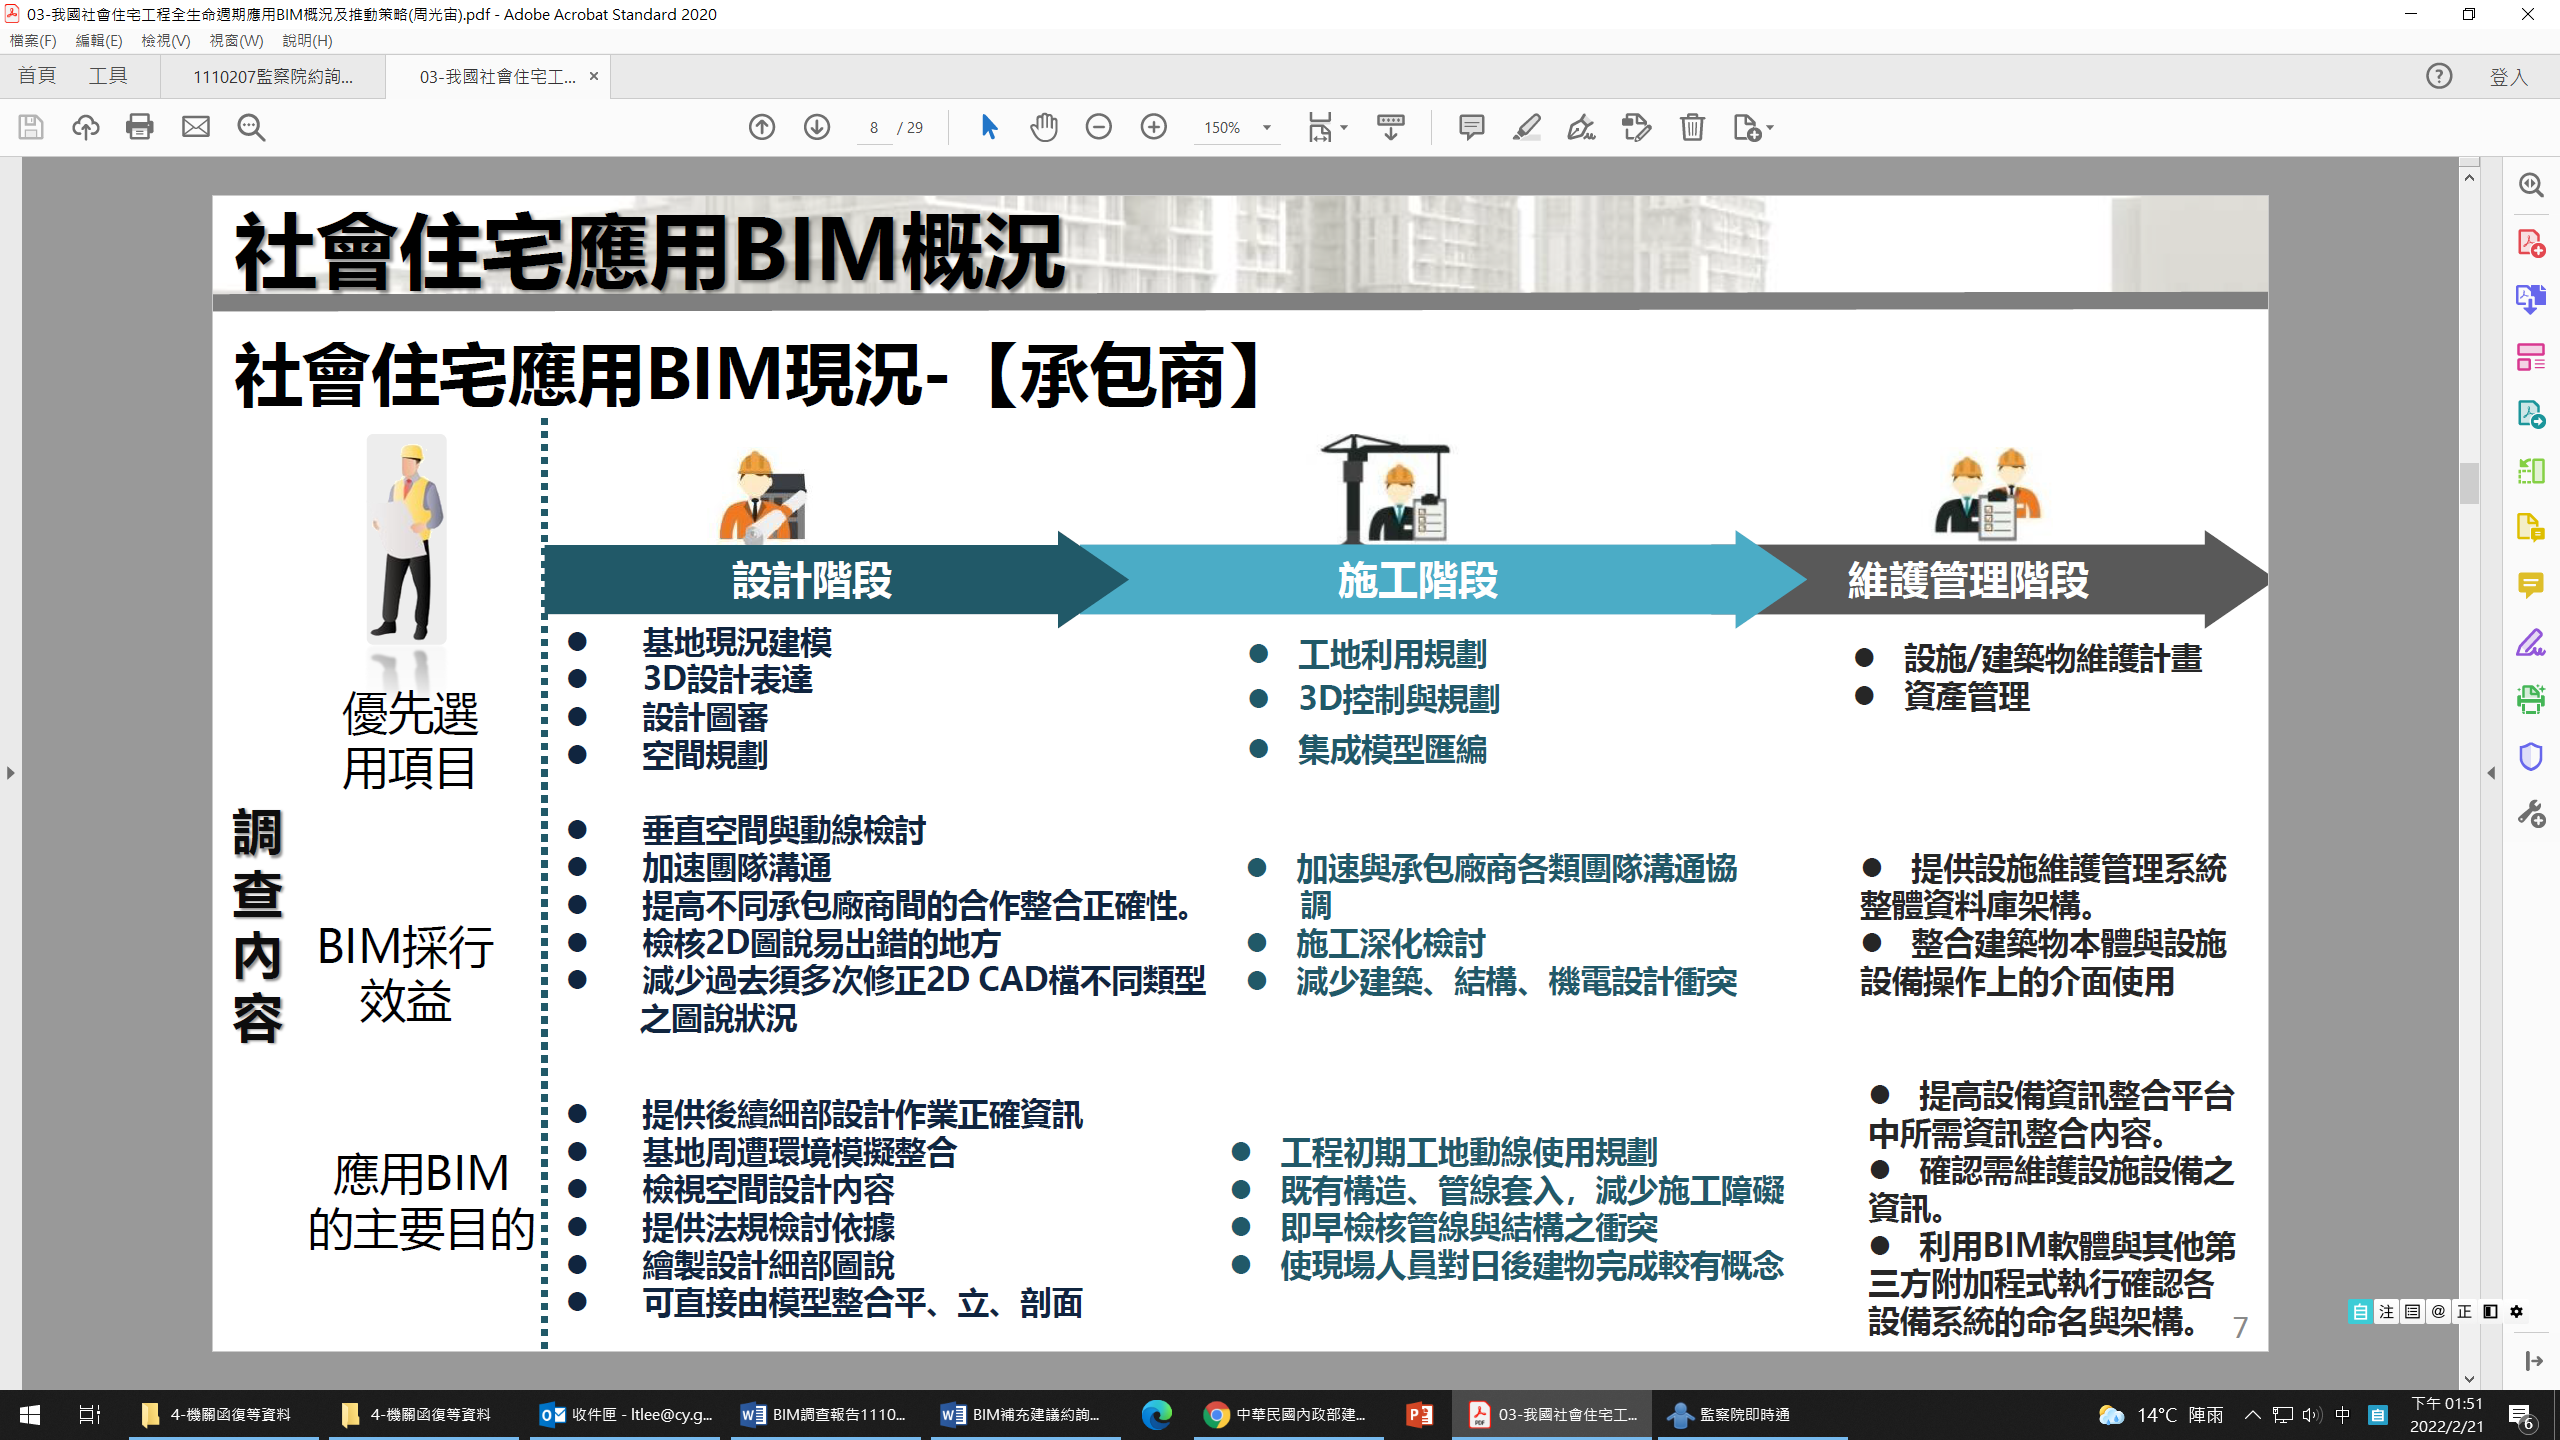 03-我國社會住宅工程全生命週期應用BIM概況及推動策略(周光宙).pdf - Adobe Acrobat Standard 2020
檔案(F) 編輯(E) 檢視(V) 視窗(W) 說明(H)
首頁 工具 1110207監察院約詢... 03-我國社會住宅工... × 登入
8 / 29 150%
社會住宅應用BIM概況
社會住宅應用BIM現況-【承包商】
設計階段 施工階段 維護管理階段
調查內容
優先選
用項目
● 基地現況建模
● 3D設計表達
● 設計圖審
● 空間規劃
● 工地利用規劃
● 3D控制與規劃
● 集成模型匯編
● 設施/建築物維護計畫
● 資產管理
BIM採行
效益
● 垂直空間與動線檢討
● 加速團隊溝通
● 提高不同承包廠商間的合作整合正確性。
● 檢核2D圖說易出錯的地方
● 減少過去須多次修正2D CAD檔不同類型
之圖說狀況
● 加速與承包廠商各類團隊溝通協
調
● 施工深化檢討
● 減少建築、結構、機電設計衝突
● 提供設施維護管理系統
整體資料庫架構。
● 整合建築物本體與設施
設備操作上的介面使用
應用BIM
的主要目的
● 提供後續細部設計作業正確資訊
● 基地周遭環境模擬整合
● 檢視空間設計內容
● 提供法規檢討依據
● 繪製設計細部圖說
● 可直接由模型整合平、立、剖面
● 工程初期工地動線使用規劃
● 既有構造、管線套入，減少施工障礙
● 即早檢核管線與結構之衝突
● 使現場人員對日後建物完成較有概念
● 提高設備資訊整合平台
中所需資訊整合內容。
● 確認需維護設施設備之
資訊。
● 利用BIM軟體與其他第
三方附加程式執行確認各
設備系統的命名與架構。
7
自 注 @ 正
4-機關函復等資料 4-機關函復等資料 收件匣 - ltlee@cy.g... BIM調查報告1110... BIM補充建議約詢... 中華民國內政部建... 03-我國社會住宅工... 監察院即時通 14°C 陣雨 中 自 下午 01:51
2022/2/21 6